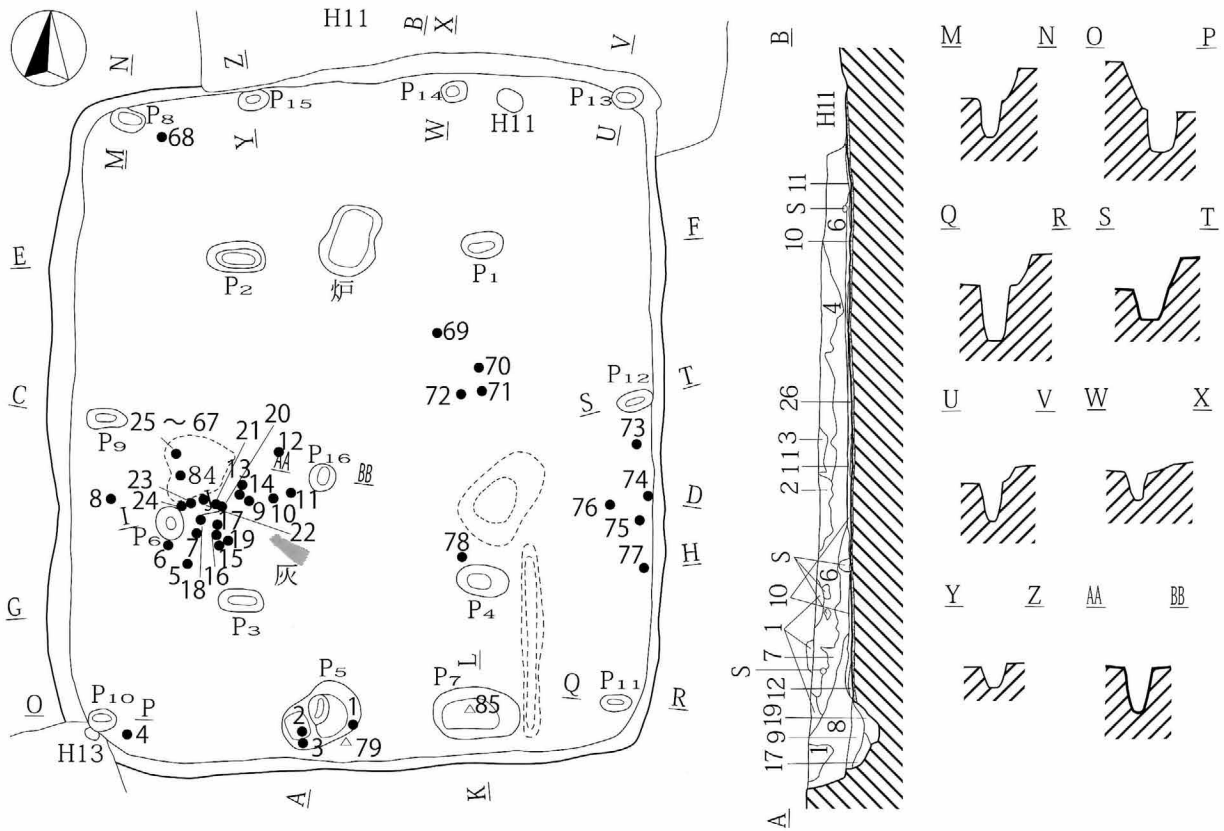 H11
B X
V
N
Z
P8
68
P15
P14
H11
P13
M
Y
W
U
E
F
P2
炉
P1
69
70
72
71
C
T
S
P12
73
P9
25 ～ 67
21
20
12
AA
P16
BB
23
84
13
14
8
24
9
10
11
I
P6
17
22
6
7
19
5
15
18
16
灰
76
74
D
75
H
77
78
G
P3
P4
L
P5
P7
Q
P11
R
O
P10
P
2
1
△85
4
3
△79
H13
A
K
B
H11
11
S
6
10
4
26
13
11
2
S
6
10
1
7
S
12
19
8
9
1
17
A
M N O P
Q R S T
U V W X
Y Z AA BB